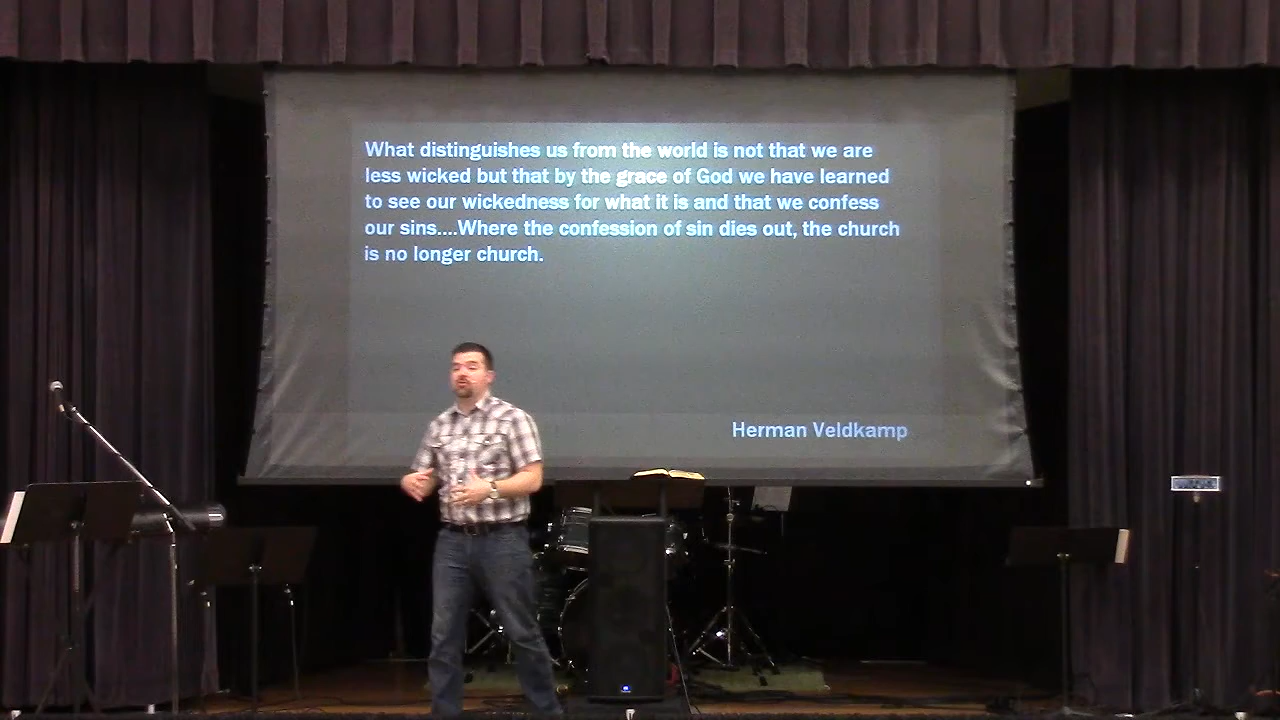 What distinguishes us from the world is not that we are
less wicked but that by the grace of God we have learned
to see our wickedness for what it is and that we confess
our sins....Where the confession of sin dies out, the church
is no longer church.
Herman Veldkamp